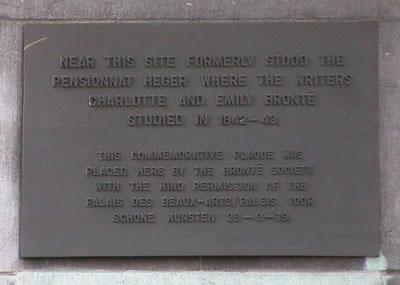 NEAR THIS SITE FORMERLY STOOD THE
PENSIONNAT HEGER WHERE THE WRITERS
CHARLOTTE AND EMILY BRONTË
STUDIED IN 1842-43.
THIS COMMEMORATIVE PLAQUE WAS
PLACED HERE BY THE BRONTË SOCIETY
WITH THE KIND PERMISSION OF THE
PALAIS DES BEAUX-ARTS/PALEIS VOOR
SCHONE KUNSTEN 28-9-79.